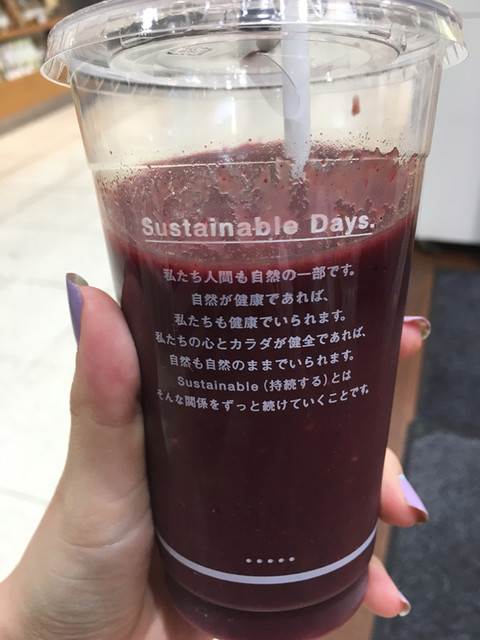 Sustainable Days.
私たち人間も自然の一部です。
自然が健康であれば、
私たちも健康でいられます。
私たちの心とカラダが健全であれば、
自然も自然のままでいられます。
Sustainable (持続する) とは
そんな関係をずっと続けていくことです。